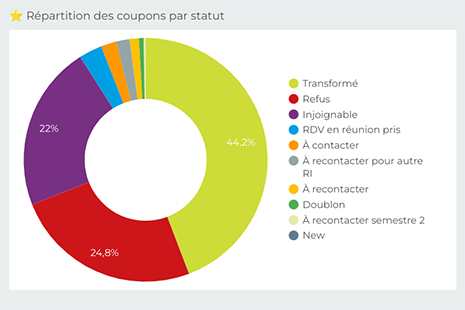 ⭐ Répartition des coupons par statut
44,2%
24,8%
22%
Transformé
Refus
Injoignable
RDV en réunion pris
À contacter
À recontacter pour autre
RI
À recontacter
Doublon
À recontacter semestre 2
New